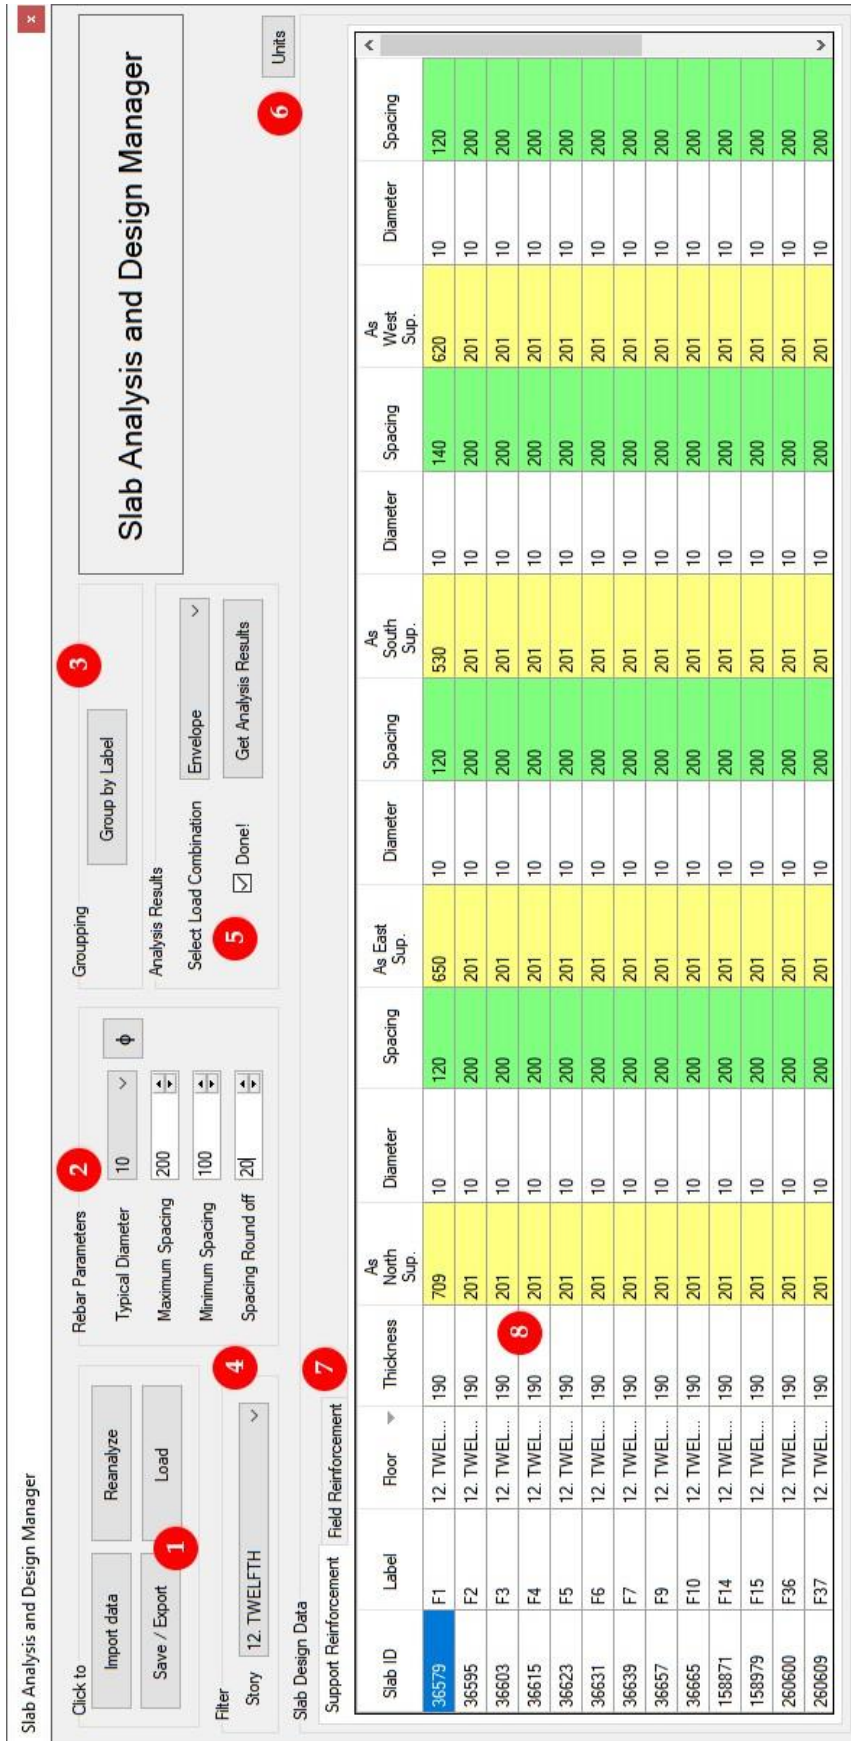 Slab Analysis and Design Manager
x
Click to
Import data
Reanalyze
Save / Export
Load
1
Rebar Parameters
2
Typical Diameter
10
ϕ
Maximum Spacing
200
Minimum Spacing
100
Spacing Round off
20
Groupping
3
Group by Label
Analysis Results
Select Load Combination
Envelope
5
Done!
Get Analysis Results
Slab Analysis and Design Manager
Filter
4
Story
12. TWELFTH
6
Units
Slab Design Data
7
Support Reinforcement
Field Reinforcement
Slab ID Label Floor Thickness As North Sup. Diameter Spacing As East Sup. Diameter Spacing As South Sup. Diameter Spacing As West Sup. Diameter Spacing
36579 F1 12. TWEL... 190 709 10 120 650 10 120 530 10 140 620 10 120
36595 F2 12. TWEL... 190 201 10 200 201 10 200 201 10 200 201 10 200
36603 F3 12. TWEL... 190 201 10 200 201 10 200 201 10 200 201 10 200
36615 F4 12. TWEL... 190 8 201 10 200 201 10 200 201 10 200 201 10 200
36623 F5 12. TWEL... 190 201 10 200 201 10 200 201 10 200 201 10 200
36631 F6 12. TWEL... 190 201 10 200 201 10 200 201 10 200 201 10 200
36639 F7 12. TWEL... 190 201 10 200 201 10 200 201 10 200 201 10 200
36657 F9 12. TWEL... 190 201 10 200 201 10 200 201 10 200 201 10 200
36665 F10 12. TWEL... 190 201 10 200 201 10 200 201 10 200 201 10 200
158871 F14 12. TWEL... 190 201 10 200 201 10 200 201 10 200 201 10 200
158979 F15 12. TWEL... 190 201 10 200 201 10 200 201 10 200 201 10 200
260600 F36 12. TWEL... 190 201 10 200 201 10 200 201 10 200 201 10 200
260609 F37 12. TWEL... 190 201 10 200 201 10 200 201 10 200 201 10 200